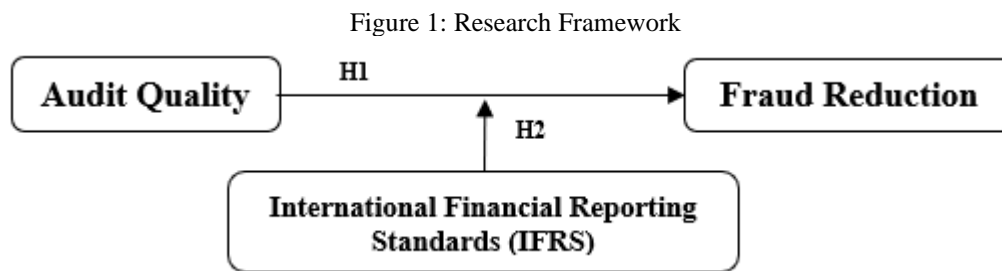 Figure 1: Research Framework
H1
Audit Quality
Fraud Reduction
H2
International Financial Reporting
Standards (IFRS)